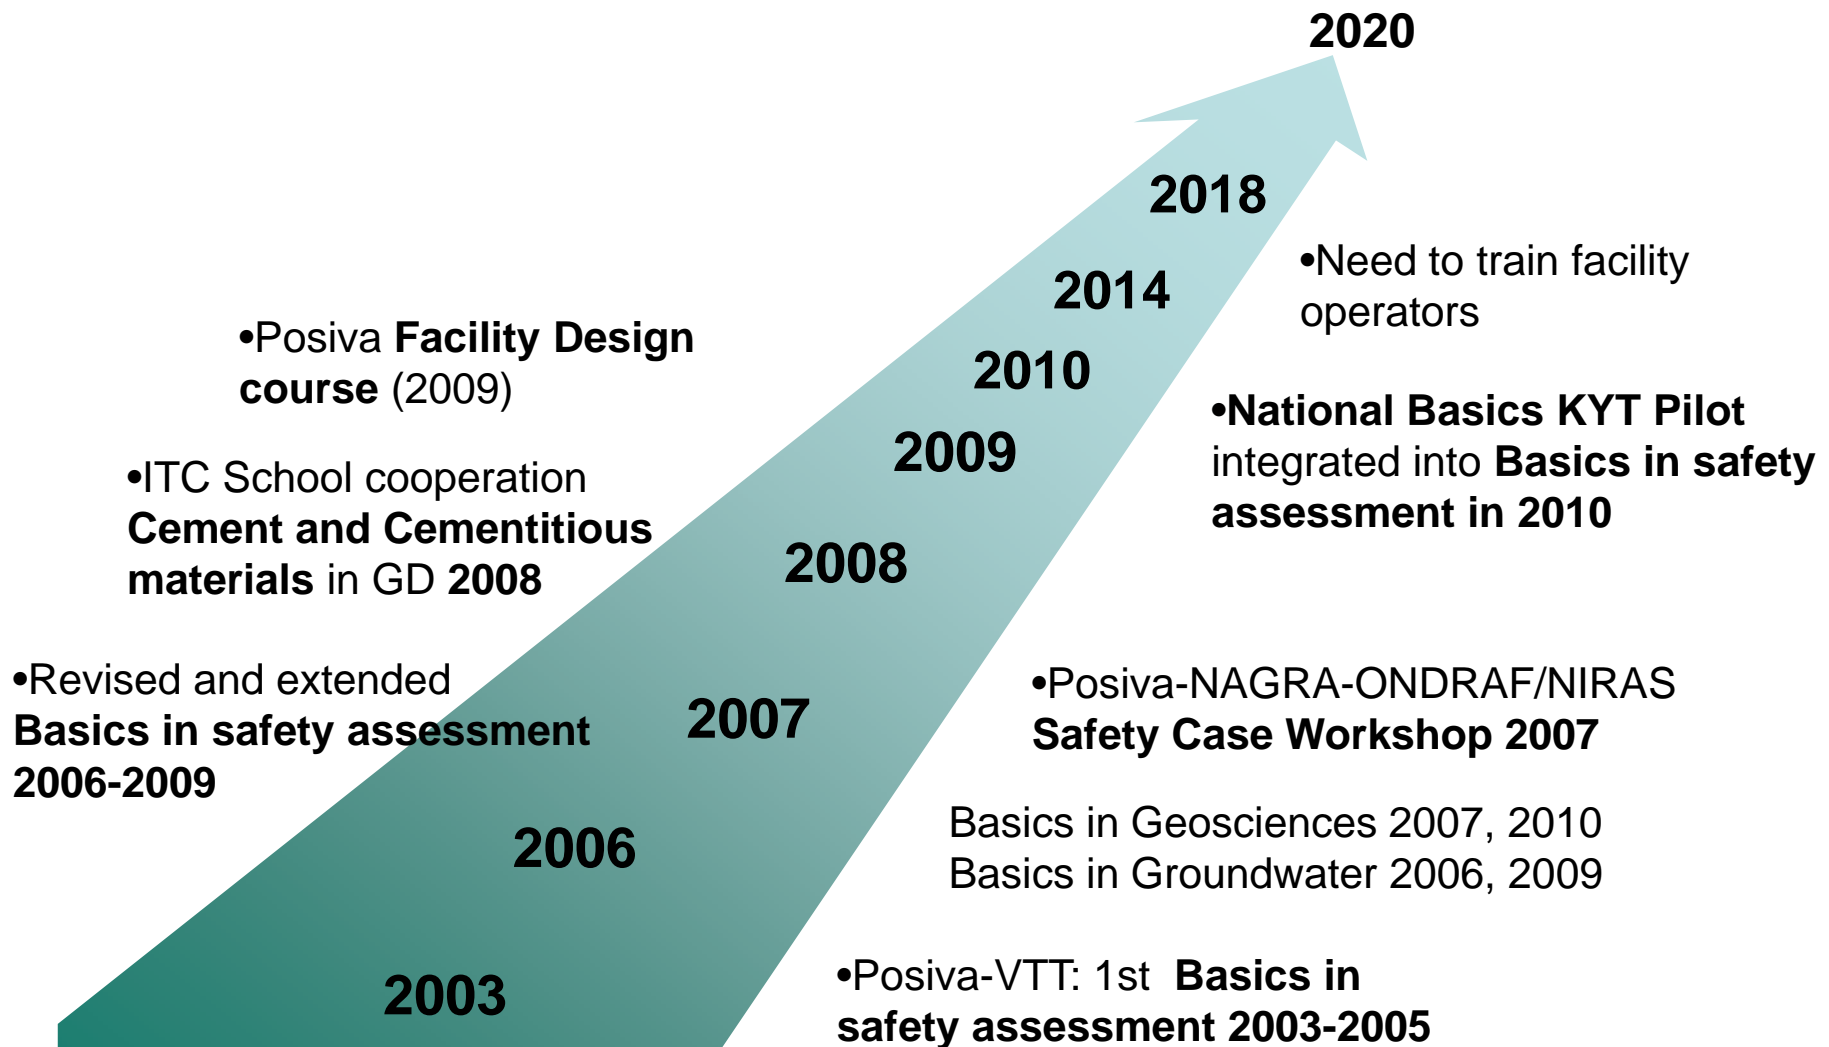 2020
2018
•Need to train facility
operators
2014
•Posiva Facility Design
course (2009)
2010
•National Basics KYT Pilot
integrated into Basics in safety
assessment in 2010
2009
•ITC School cooperation
Cement and Cementitious
materials in GD 2008
2008
•Revised and extended
Basics in safety assessment
2006-2009
2007
•Posiva-NAGRA-ONDRAF/NIRAS
Safety Case Workshop 2007
Basics in Geosciences 2007, 2010
Basics in Groundwater 2006, 2009
2006
2003
•Posiva-VTT: 1st Basics in
safety assessment 2003-2005